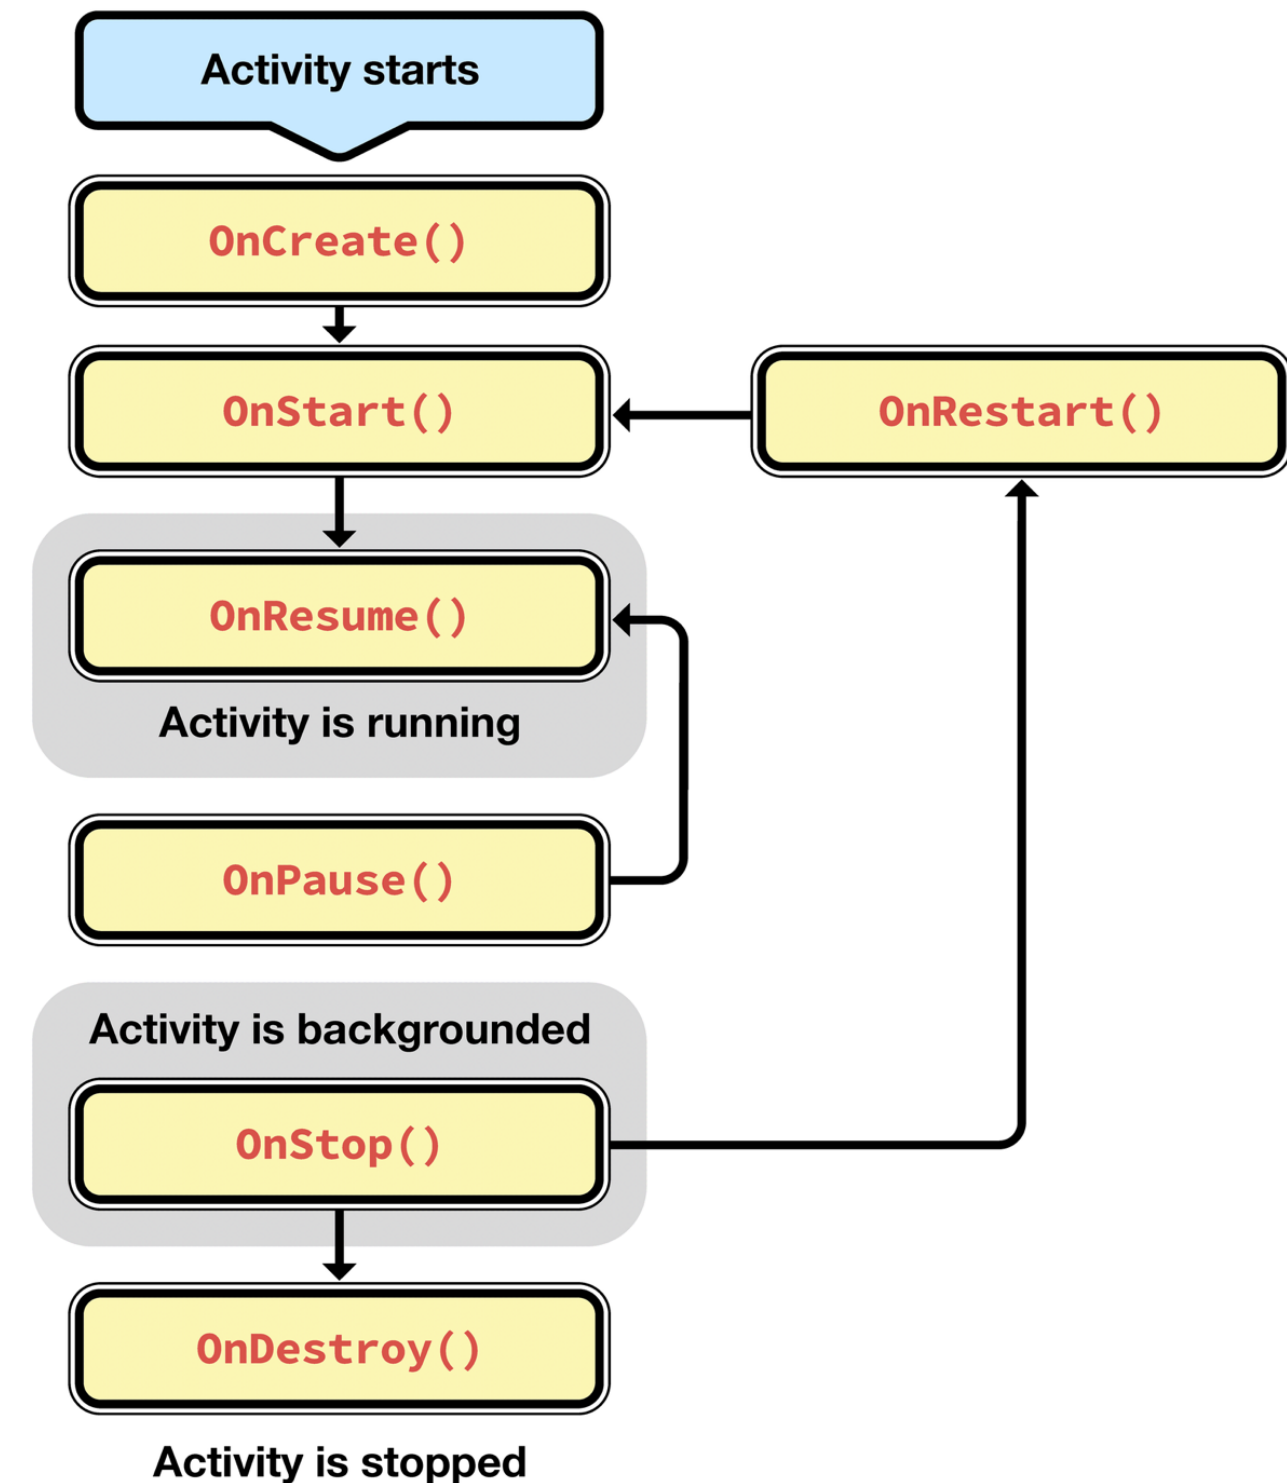 Activity starts
OnCreate()
OnStart()
OnRestart()
OnResume()
Activity is running
OnPause()
Activity is backgrounded
OnStop()
OnDestroy()
Activity is stopped